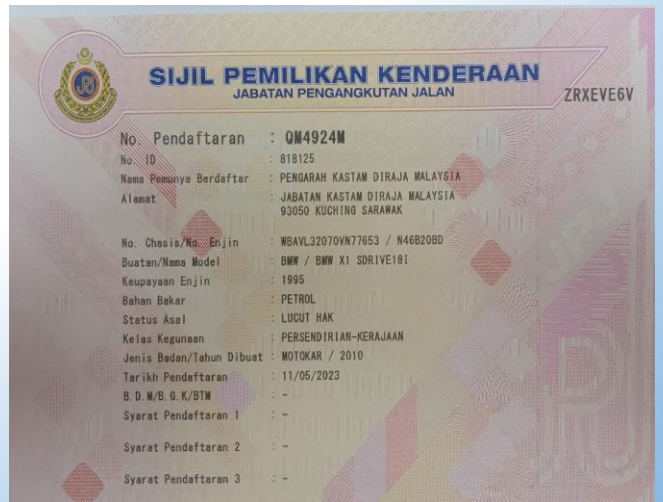 SIJIL PEMILIKAN KENDERAAN
JABATAN PENGANGKUTAN JALAN
ZRXEVE6V
No. Pendaftaran : QM4924M
No. ID : 818125
Nama Pemunya Berdaftar : PENGARAH KASTAM DIRAJA MALAYSIA
Alamat : JABATAN KASTAM DIRAJA MALAYSIA
93050 KUCHING SARAWAK
No. Chasis/No. Enjin : WBAVL32070VN77653 / N46B20BD
Buatan/Nama Model : BMW / BMW X1 SDRIVE18I
Keupayaan Enjin : 1995
Bahan Bakar : PETROL
Status Asal : LUCUT HAK
Kelas Kegunaan : PERSENDIRIAN-KERAJAAN
Jenis Badan/Tahun Dibuat : MOTOKAR / 2010
Tarikh Pendaftaran : 11/05/2023
B.D.M/B.G.K/BTM : -
Syarat Pendaftaran 1 : -
Syarat Pendaftaran 2 : -
Syarat Pendaftaran 3 : -